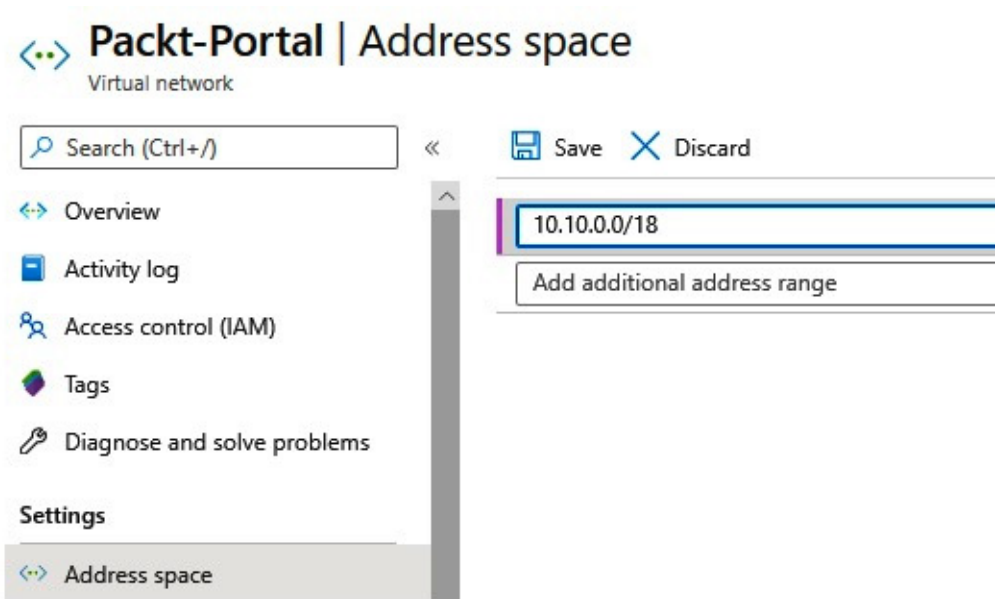 Packt-Portal | Address space
Virtual network
Search (Ctrl+/)
«
Overview
Activity log
Access control (IAM)
Tags
Diagnose and solve problems
Settings
Address space
Save
Discard
10.10.0.0/18
Add additional address range